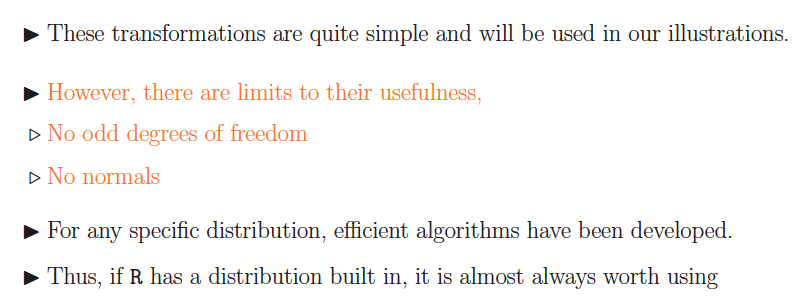 ▶ These transformations are quite simple and will be used in our illustrations.
▶ However, there are limits to their usefulness,
▷ No odd degrees of freedom
▷ No normals
▶ For any specific distribution, efficient algorithms have been developed.
▶ Thus, if R has a distribution built in, it is almost always worth using